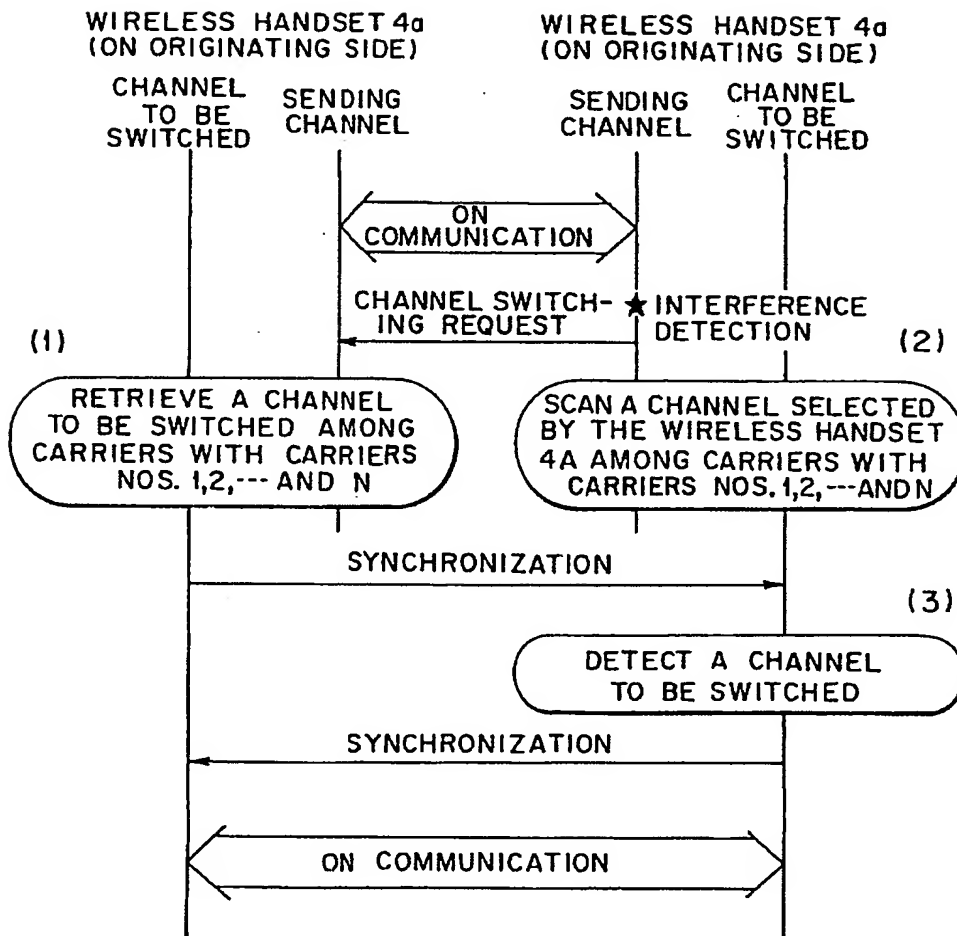 WIRELESS HANDSET 4a
(ON ORIGINATING SIDE)
WIRELESS HANDSET 4a
(ON ORIGINATING SIDE)
CHANNEL
TO BE
SWITCHED
SENDING
CHANNEL
SENDING
CHANNEL
CHANNEL
TO BE
SWITCHED
ON
COMMUNICATION
CHANNEL SWITCH-
ING REQUEST
★ INTERFERENCE
DETECTION
(1)
(2)
RETRIEVE A CHANNEL
TO BE SWITCHED AMONG
CARRIERS WITH CARRIERS
NOS. 1,2,--- AND N
SCAN A CHANNEL SELECTED
BY THE WIRELESS HANDSET
4A AMONG CARRIERS WITH
CARRIERS NOS. 1,2,---AND N
SYNCHRONIZATION
(3)
DETECT A CHANNEL
TO BE SWITCHED
SYNCHRONIZATION
ON COMMUNICATION